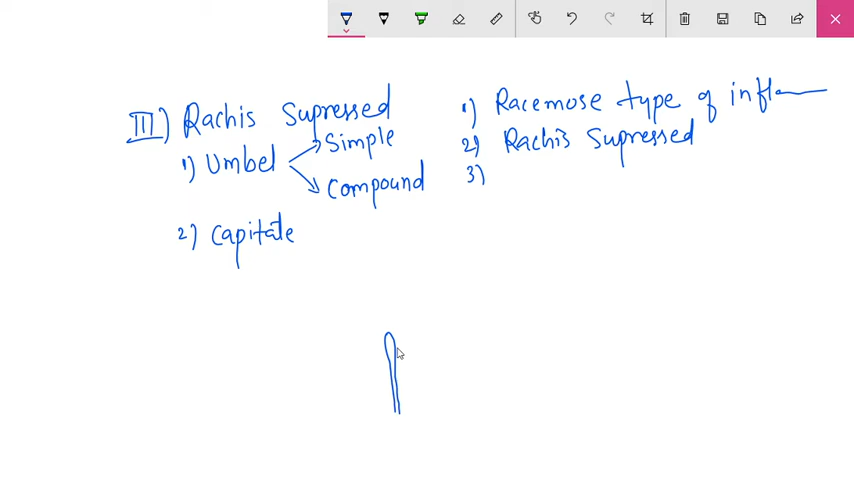 III) Rachis Supressed
1) Umbel
Simple
Compound
2) Capitate
1) Racemose type of infl
2) Rachis Supressed
3)